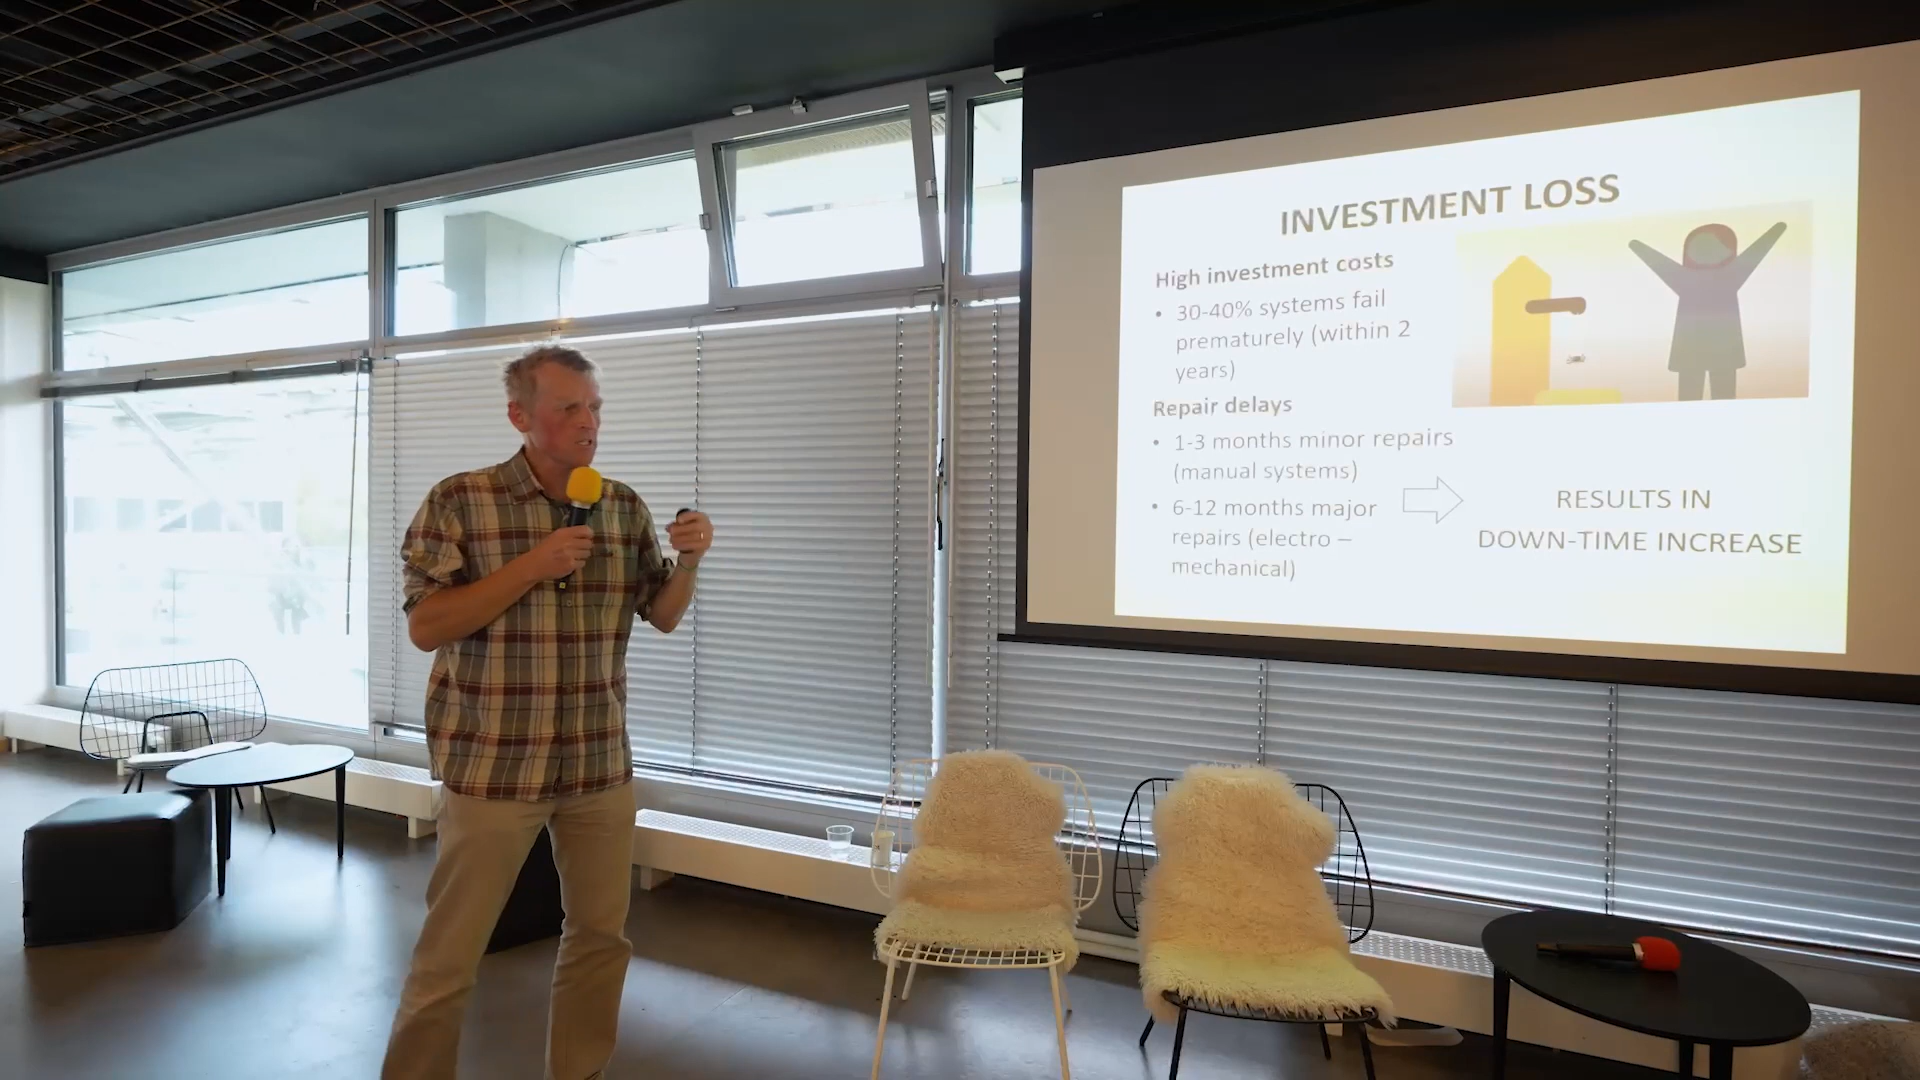 INVESTMENT LOSS
High investment costs
• 30-40% systems fail
prematurely (within 2
years)
Repair delays
• 1-3 months minor repairs
(manual systems)
• 6-12 months major
repairs (electro –
mechanical)
RESULTS IN
DOWN-TIME INCREASE